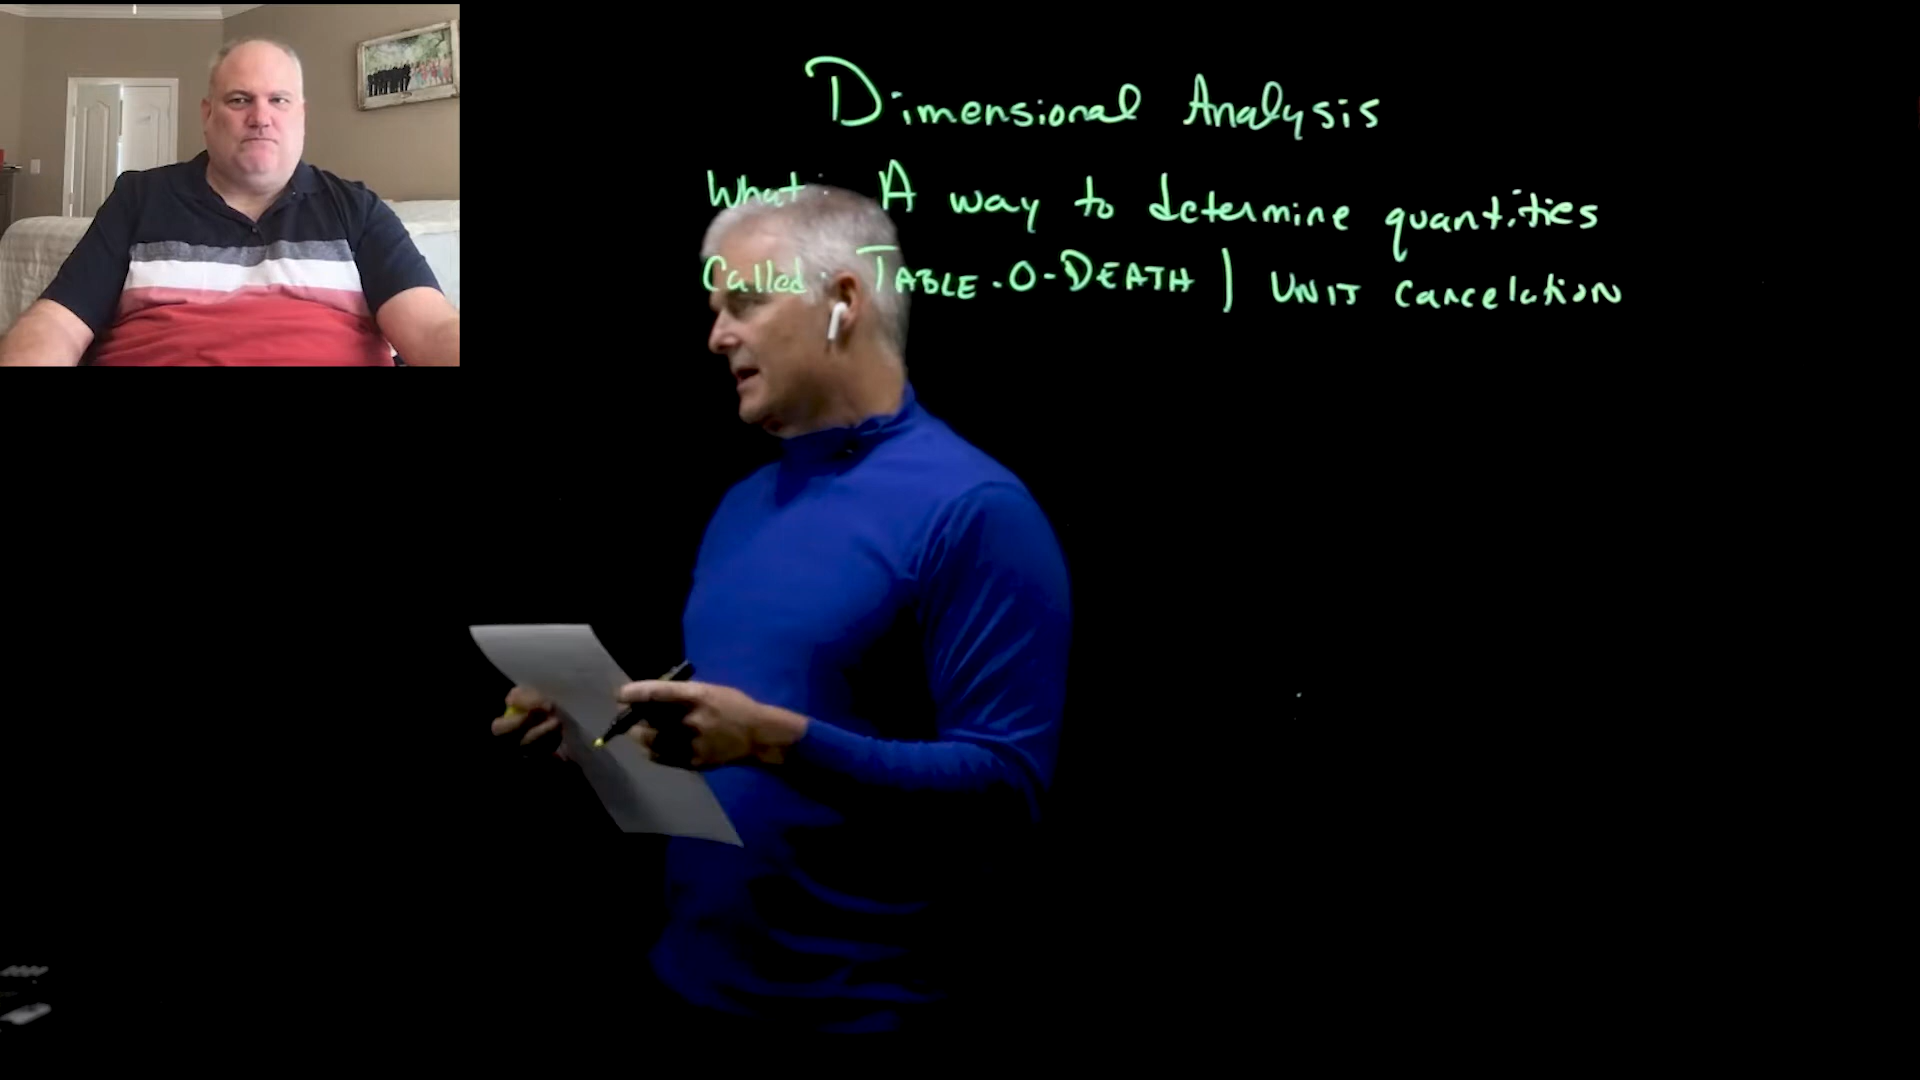 Dimensional Analysis
What: A way to determine quantities
Called: TABLE-O-DEATH | UNIT Cancelation